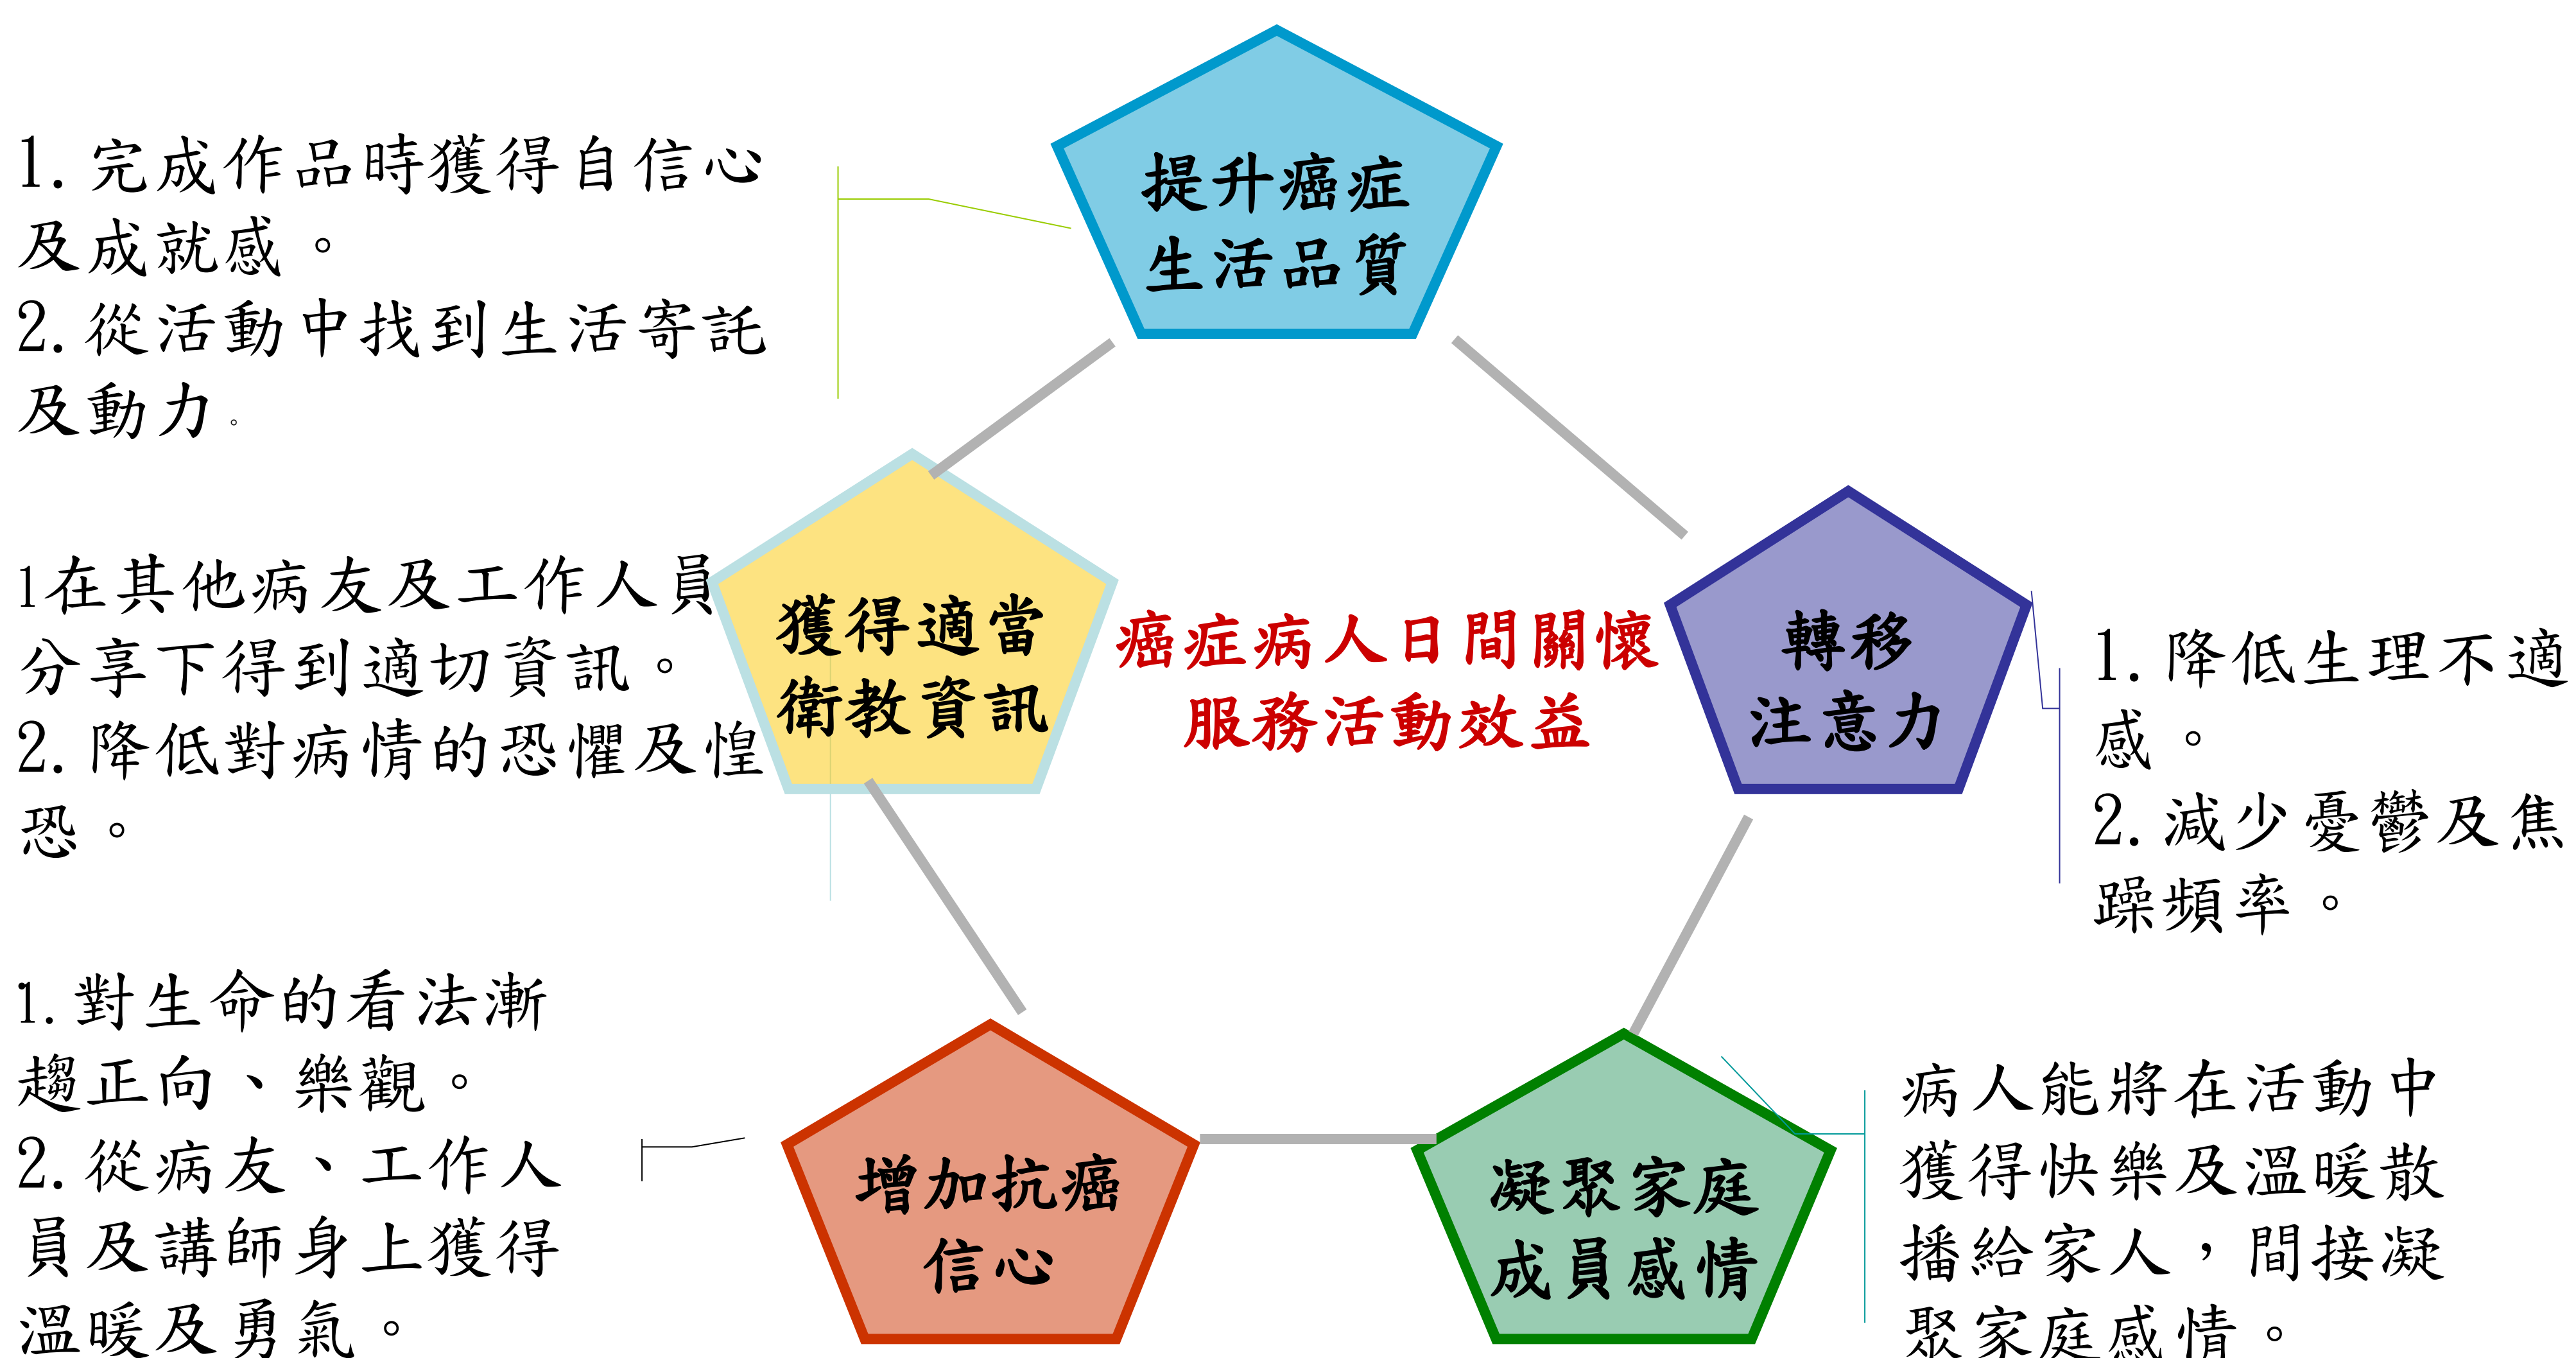 提升癌症
生活品質
1. 完成作品時獲得自信心
及成就感。
2. 從活動中找到生活寄託
及動力。
獲得適當
衛教資訊
1在其他病友及工作人員
分享下得到適切資訊。
2. 降低對病情的恐懼及惶
恐。
癌症病人日間關懷
服務活動效益
轉移
注意力
1. 降低生理不適
感。
2. 減少憂鬱及焦
躁頻率。
增加抗癌
信心
1. 對生命的看法漸
趨正向、樂觀。
2. 從病友、工作人
員及講師身上獲得
溫暖及勇氣。
凝聚家庭
成員感情
病人能將在活動中
獲得快樂及溫暖散
播給家人，間接凝
聚家庭感情。